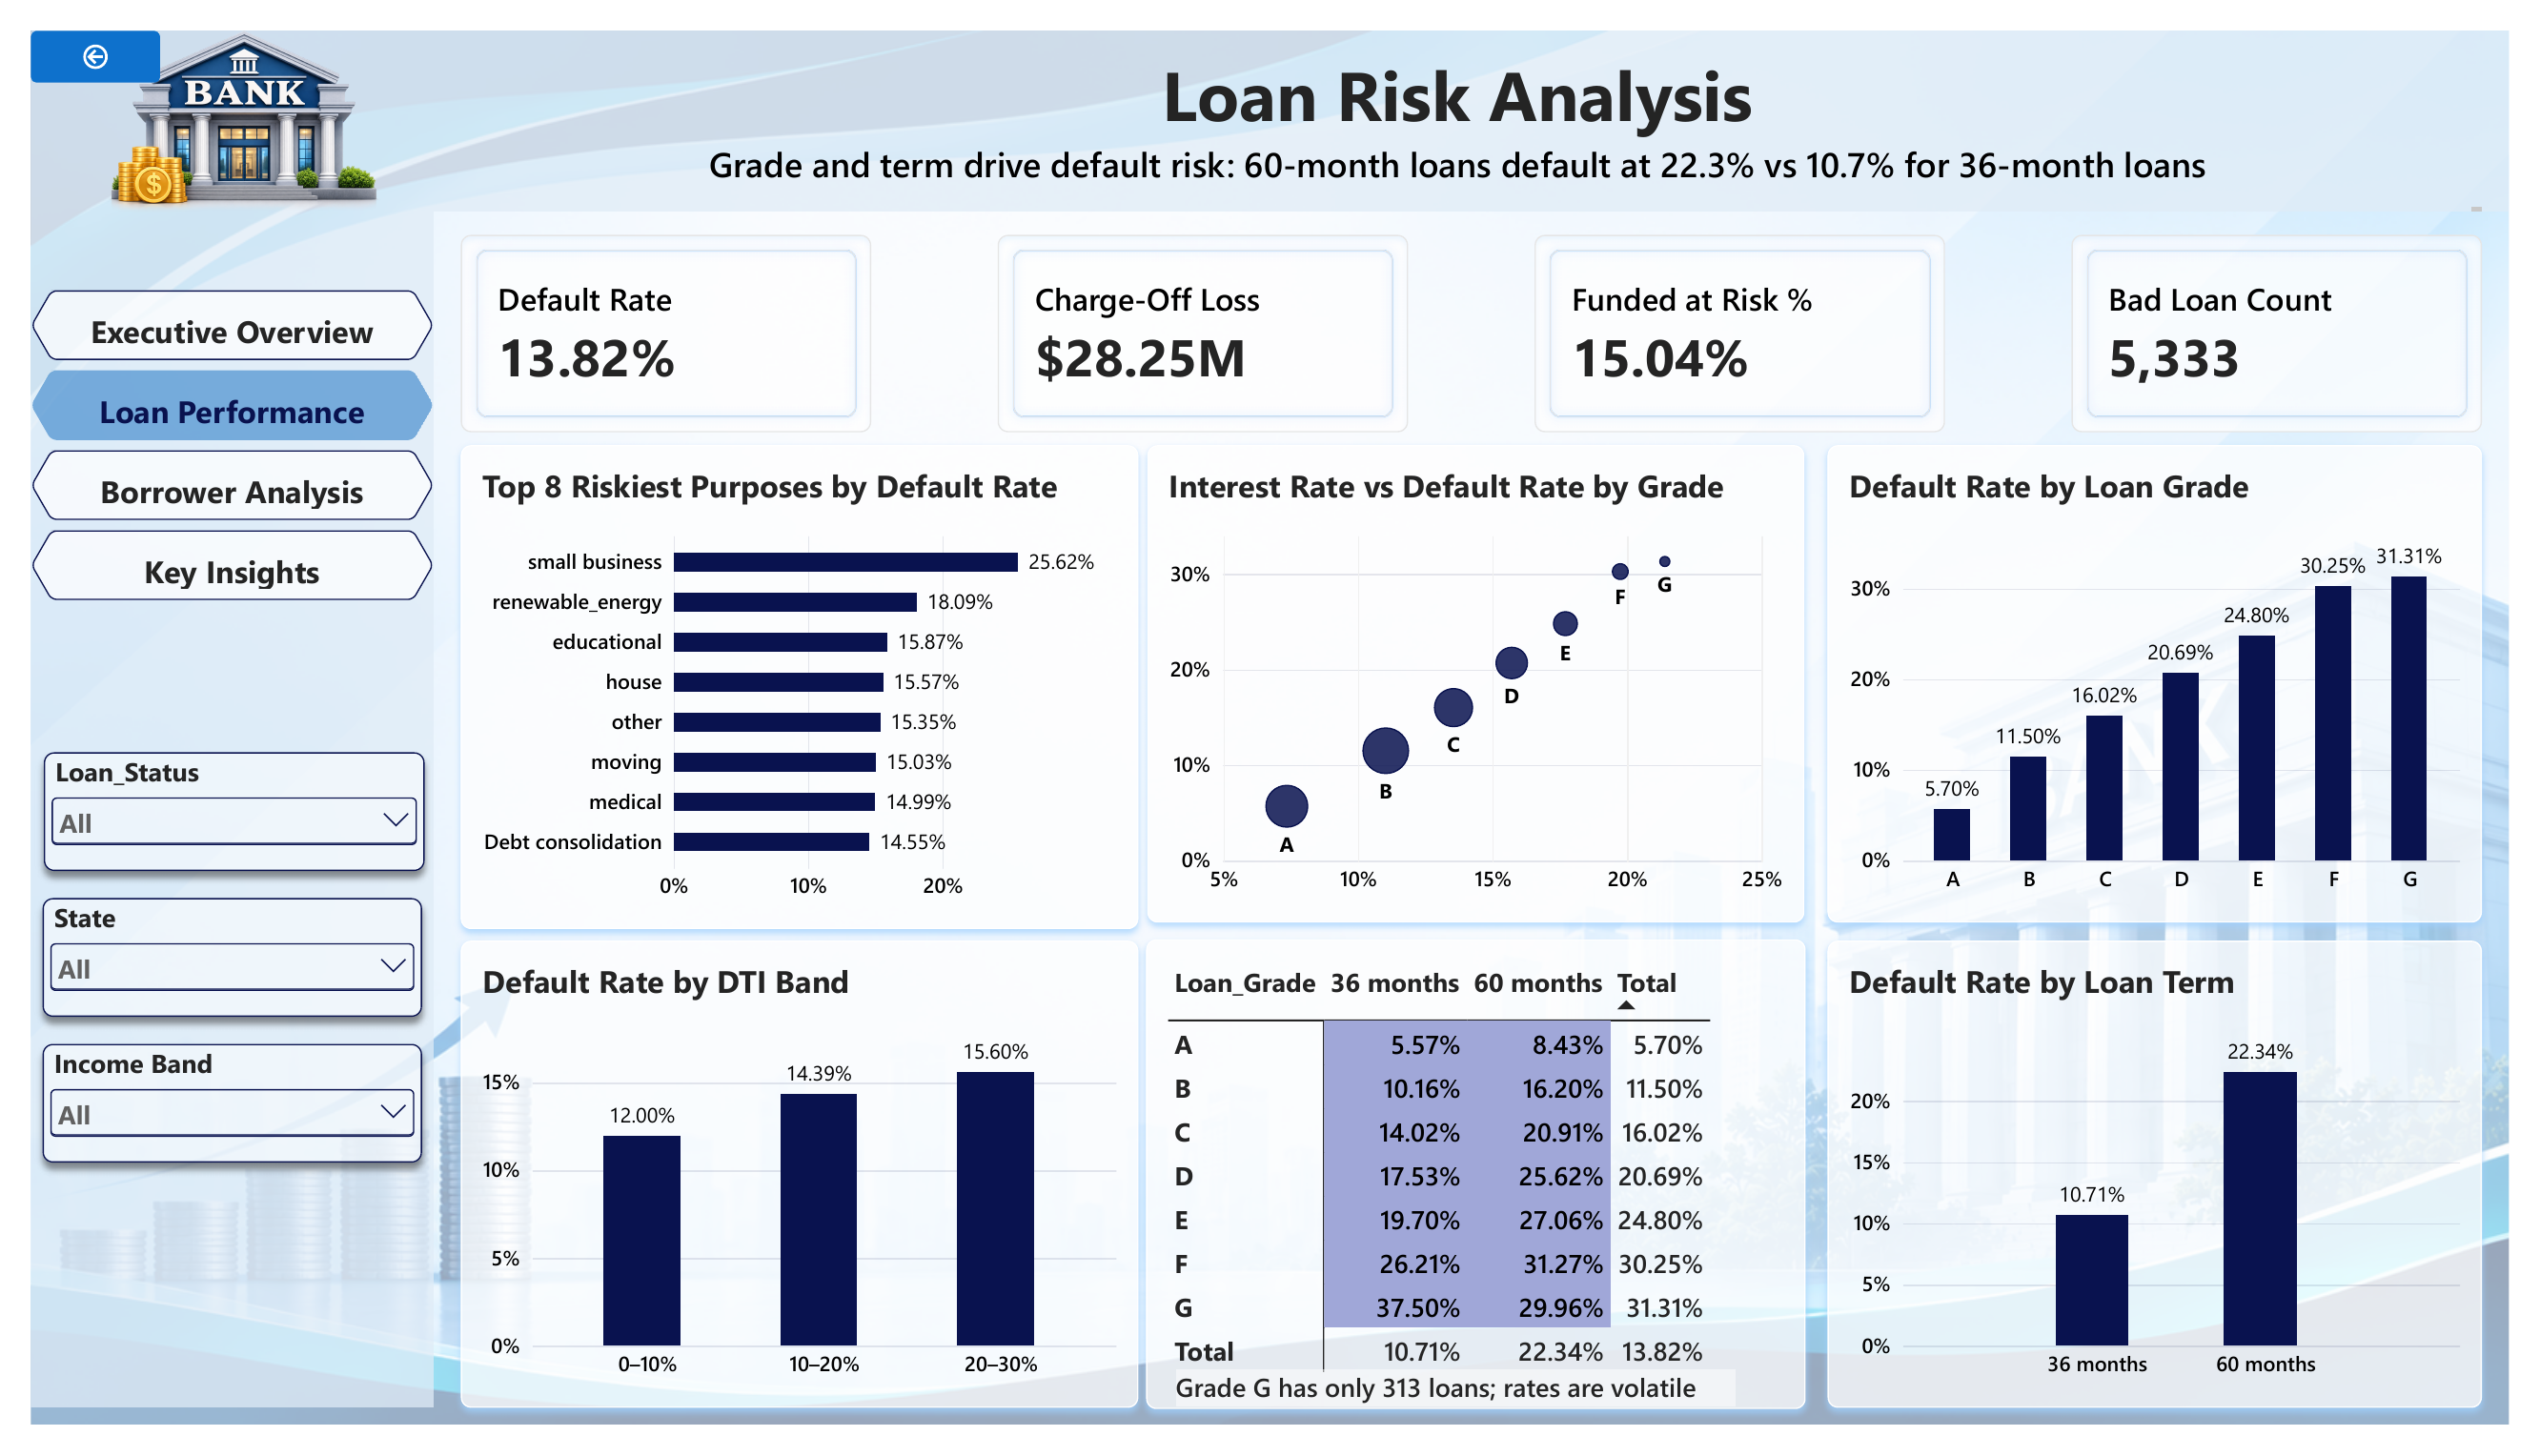 BANK
Loan Risk Analysis
Grade and term drive default risk: 60-month loans default at 22.3% vs 10.7% for 36-month loans
Executive Overview
Loan Performance
Borrower Analysis
Key Insights
Loan_Status
All
State
All
Income Band
All
Default Rate
13.82%
Charge-Off Loss
$28.25M
Funded at Risk %
15.04%
Bad Loan Count
5,333
Top 8 Riskiest Purposes by Default Rate
small business 25.62%
renewable_energy 18.09%
educational 15.87%
house 15.57%
other 15.35%
moving 15.03%
medical 14.99%
Debt consolidation 14.55%
0% 10% 20%
Interest Rate vs Default Rate by Grade
30%
20%
10%
0%
F G
E
D
C
B
A
5% 10% 15% 20% 25%
Default Rate by Loan Grade
30%
20%
10%
0%
5.70% 11.50% 16.02% 20.69% 24.80% 30.25% 31.31%
A B C D E F G
Default Rate by DTI Band
15%
10%
5%
0%
12.00% 14.39% 15.60%
0–10% 10–20% 20–30%
Loan_Grade 36 months 60 months Total
A 5.57% 8.43% 5.70%
B 10.16% 16.20% 11.50%
C 14.02% 20.91% 16.02%
D 17.53% 25.62% 20.69%
E 19.70% 27.06% 24.80%
F 26.21% 31.27% 30.25%
G 37.50% 29.96% 31.31%
Total 10.71% 22.34% 13.82%
Grade G has only 313 loans; rates are volatile
Default Rate by Loan Term
20%
15%
10%
5%
0%
10.71% 22.34%
36 months 60 months